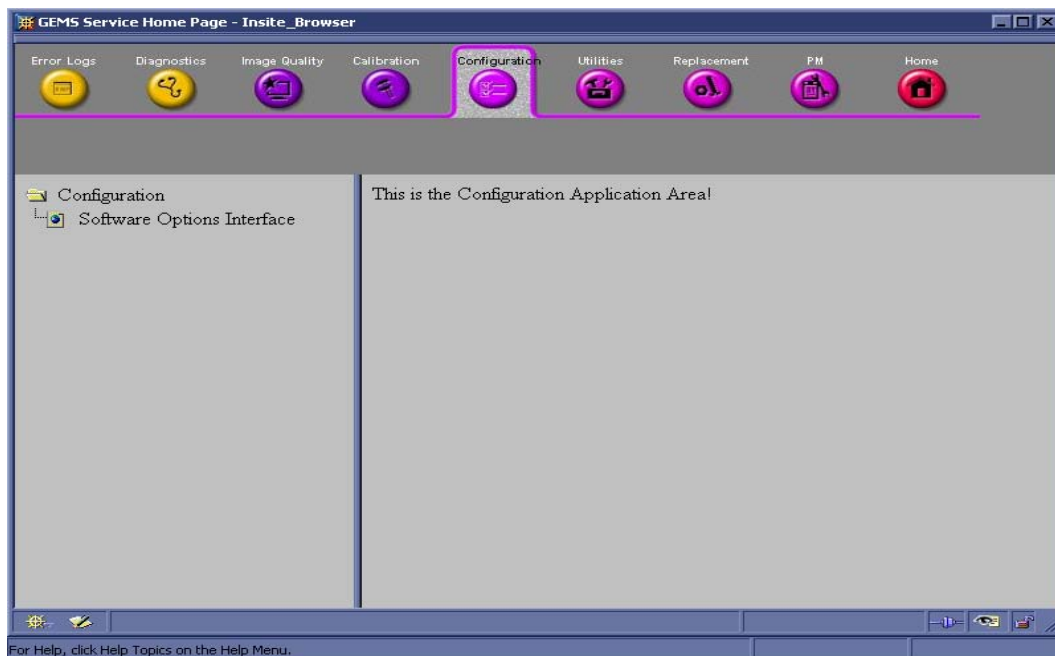 GEMS Service Home Page - Insite_Browser
Error Logs
Diagnostics
Image Quality
Calibration
Configuration
Utilities
Replacement
PM
Home
Configuration
Software Options Interface
This is the Configuration Application Area!
For Help, click Help Topics on the Help Menu.